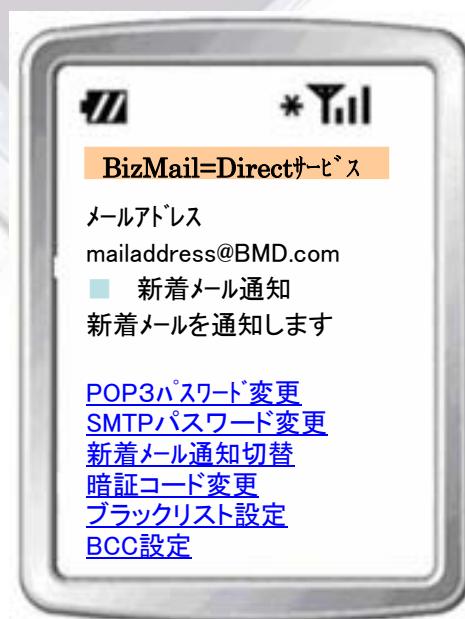 BizMail=Directｻｰﾋﾞｽ
ﾒｰﾙｱﾄﾞﾚｽ
mailaddress@BMD.com
■ 新着ﾒｰﾙ通知
新着ﾒｰﾙを通知します
POP3ﾊﾟｽﾜｰﾄﾞ変更
SMTPパスワード変更
新着ﾒｰﾙ通知切替
暗証コード変更
ブラックリスト設定
BCC設定